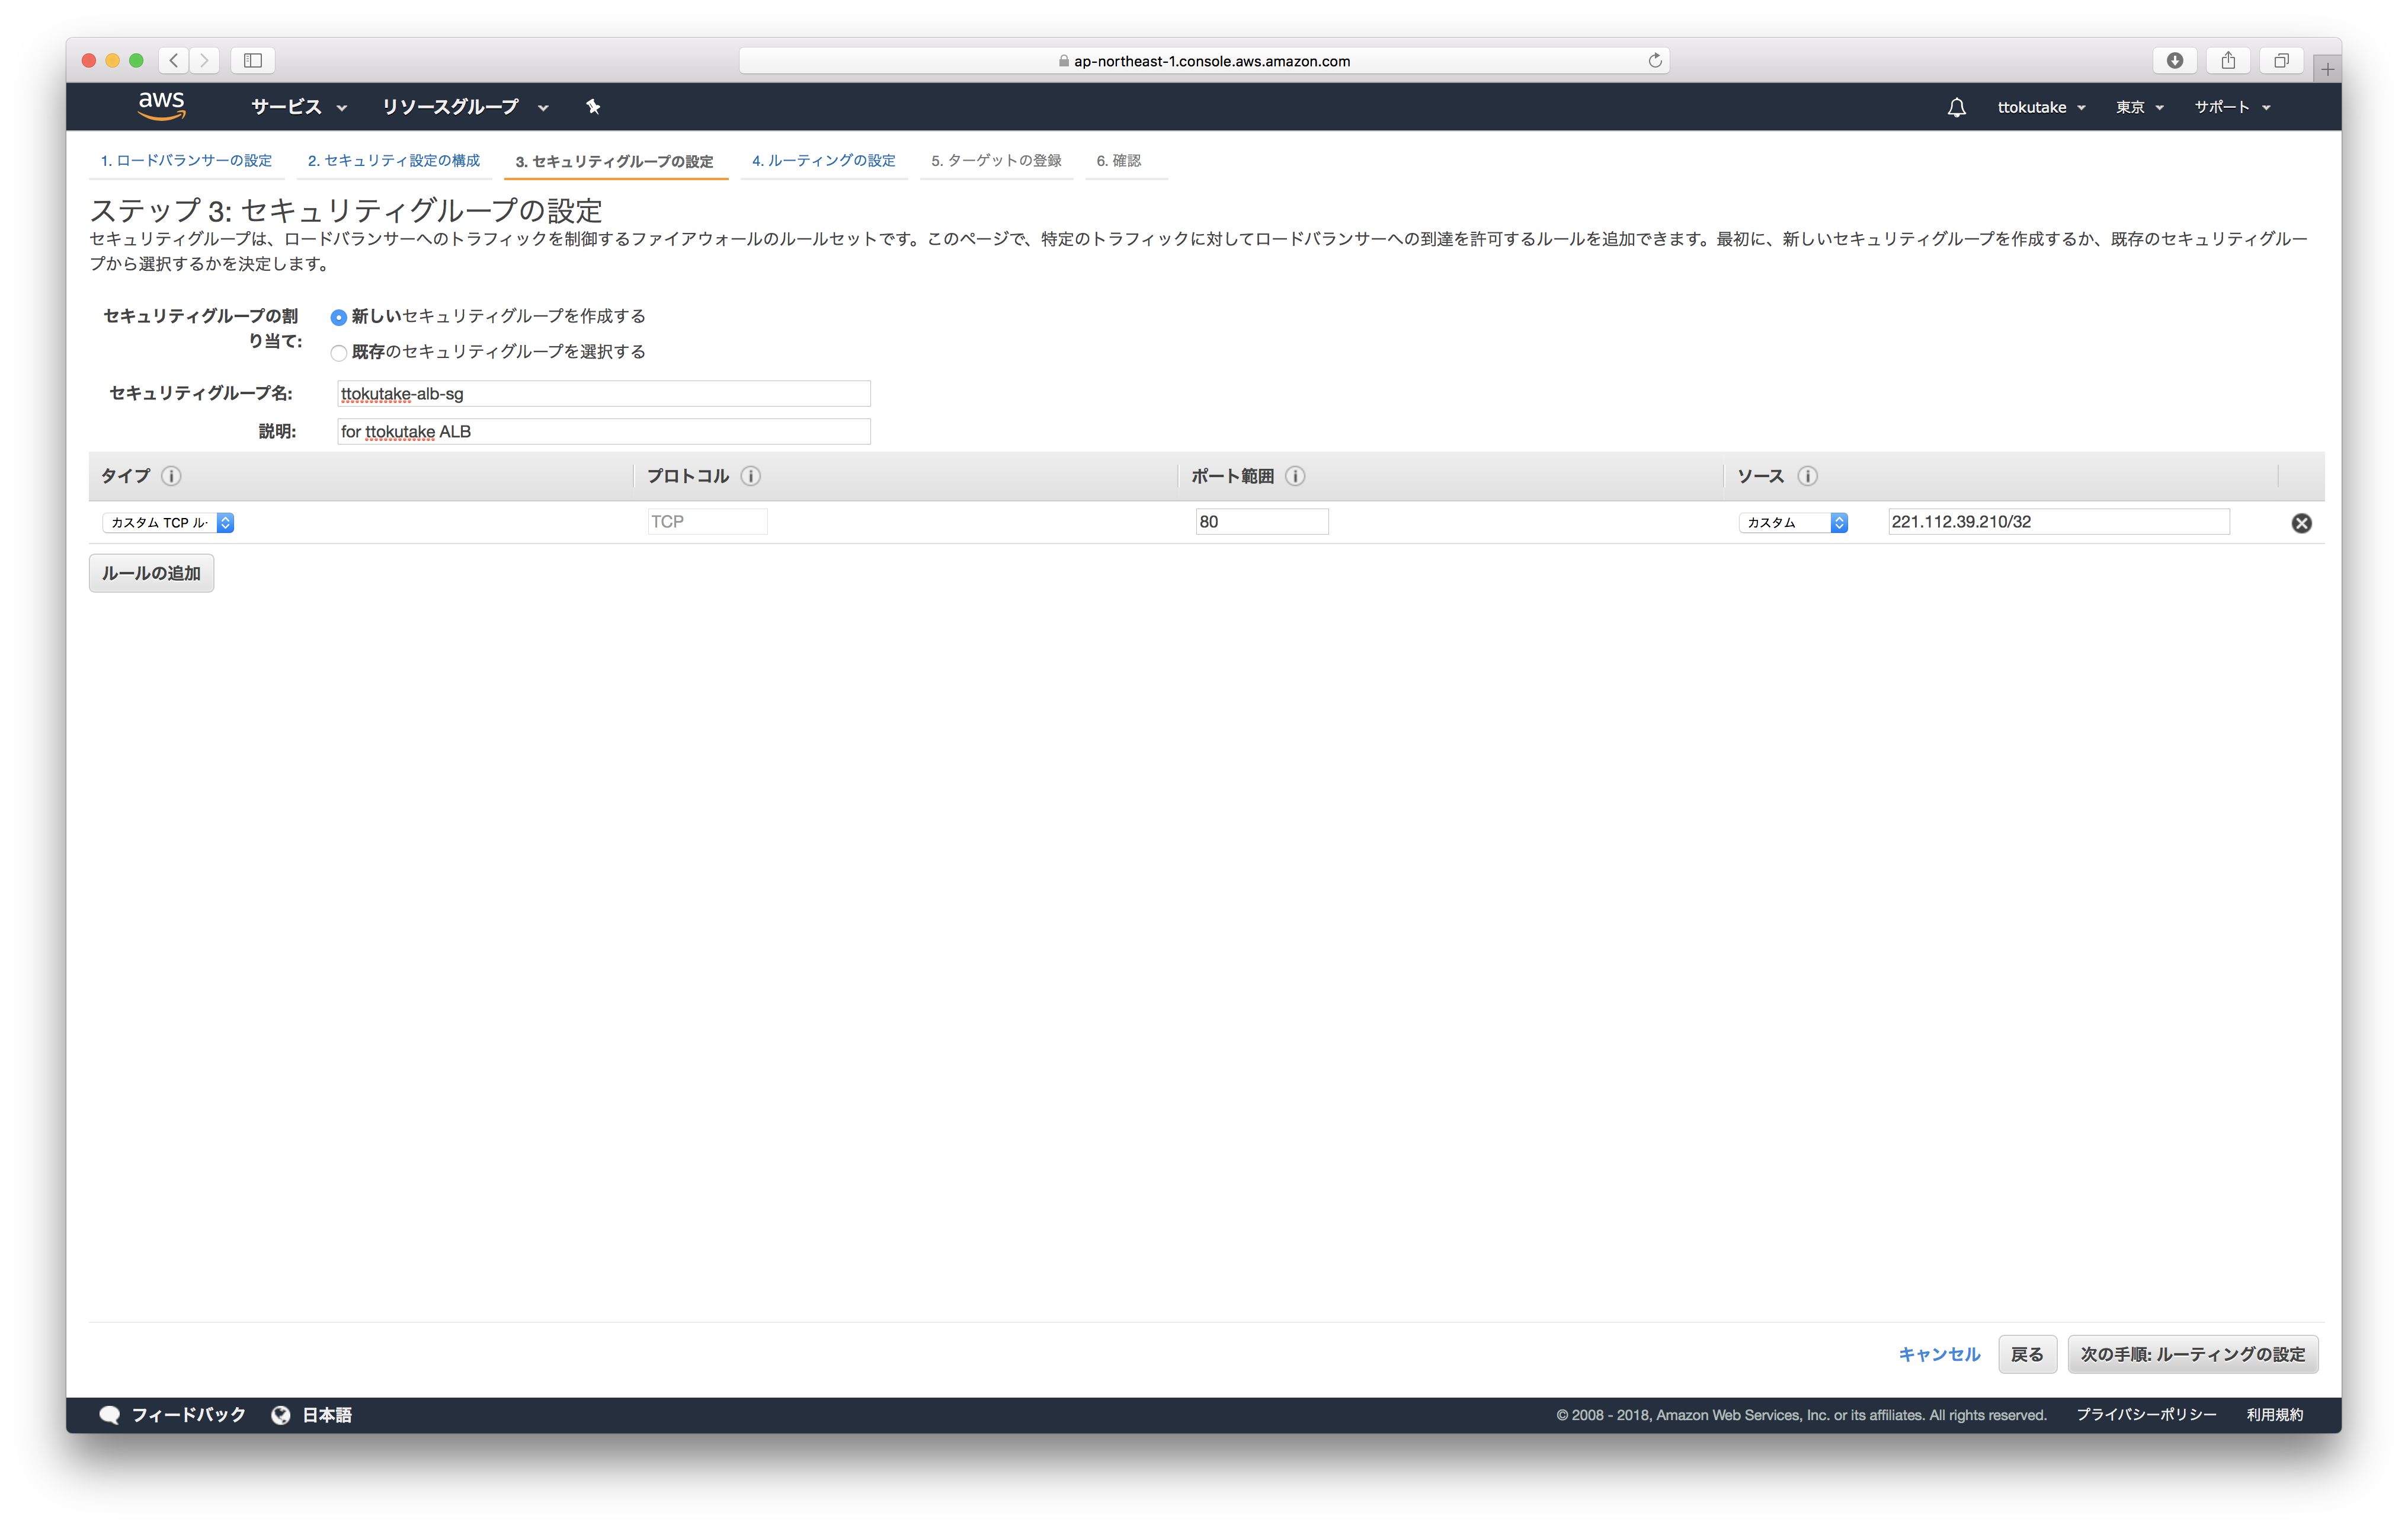 ap-northeast-1.console.aws.amazon.com
aws サービス リソースグループ ttokutake 東京 サポート
1. ロードバランサーの設定 2. セキュリティ設定の構成 3. セキュリティグループの設定 4. ルーティングの設定 5. ターゲットの登録 6. 確認
ステップ 3: セキュリティグループの設定
セキュリティグループは、ロードバランサーへのトラフィックを制御するファイアウォールのルールセットです。このページで、特定のトラフィックに対してロードバランサーへの到達を許可するルールを追加できます。最初に、新しいセキュリティグループを作成するか、既存のセキュリティグルー
プから選択するかを決定します。
セキュリティグループの割
り当て:
新しいセキュリティグループを作成する
既存のセキュリティグループを選択する
セキュリティグループ名: ttokutake-alb-sg
説明: for ttokutake ALB
タイプ プロトコル ポート範囲 ソース
カスタム TCP ル TCP 80 カスタム 221.112.39.210/32
ルールの追加
キャンセル 戻る 次の手順: ルーティングの設定
フィードバック 日本語 © 2008 - 2018, Amazon Web Services, Inc. or its affiliates. All rights reserved. プライバシーポリシー 利用規約